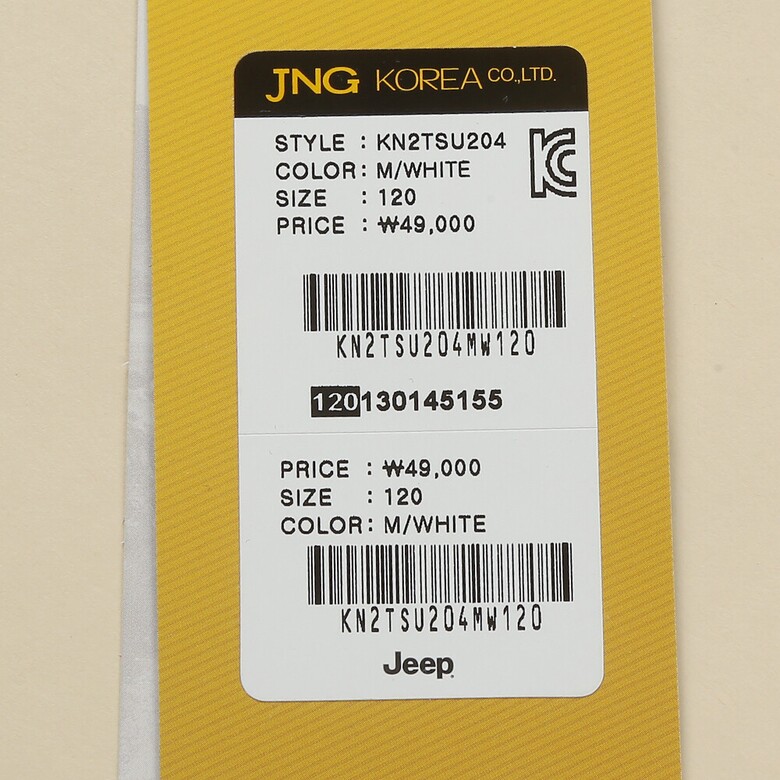 JNG KOREA CO.,LTD.
STYLE : KN2TSU204
COLOR : M/WHITE
SIZE : 120
PRICE : ₩49,000
KC
KN2TSU204MW120
120130145155
PRICE : ₩49,000
SIZE : 120
COLOR : M/WHITE
KN2TSU204MW120
Jeep